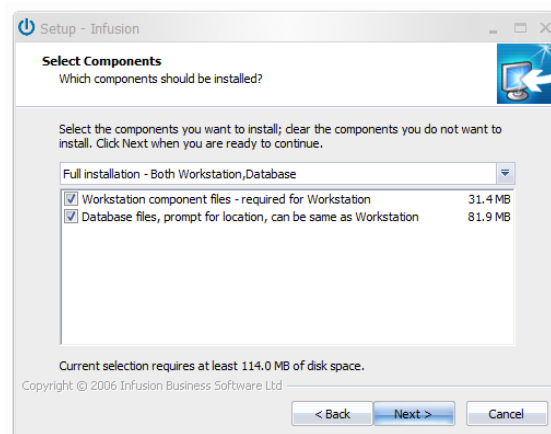 Setup - Infusion
Select Components
Which components should be installed?
Select the components you want to install; clear the components you do not want to
install. Click Next when you are ready to continue.
Full installation - Both Workstation,Database
Workstation component files - required for Workstation 31.4 MB
Database files, prompt for location, can be same as Workstation 81.9 MB
Current selection requires at least 114.0 MB of disk space.
Copyright © 2006 Infusion Business Software Ltd
< Back Next > Cancel